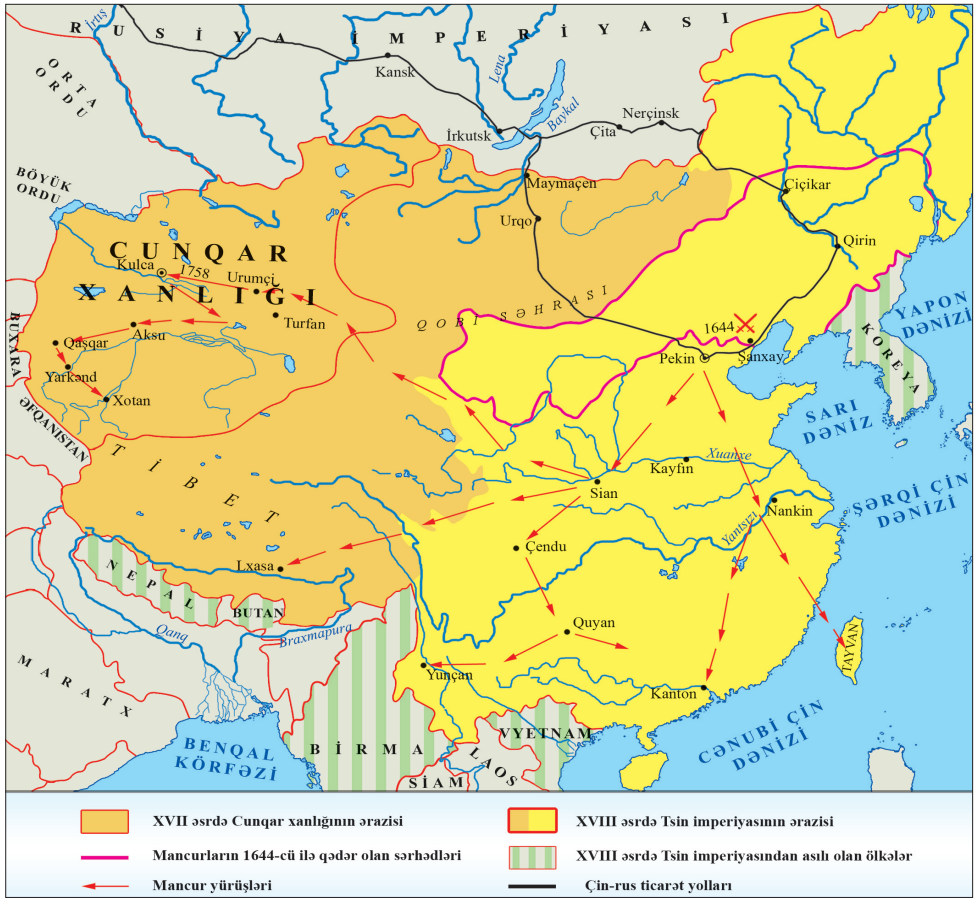 RUSİYA İMPERİYASI
İrtış
ORTA
ORDU
Kansk
Lena
Baykal
İrkutsk
Çita
Nerçinsk
BÖYÜK
ORDU
Maymaçen
Urqo
Çiçikar
Qirin
CUNQAR
XANLIĞI
Kulca
1758
Urumçi
Turfan
QOBİ SƏHRASI
1644
Pekin
Şanxay
KOREYA
YAPON
DƏNİZİ
BUXARA
Qaşqar
Aksu
Yarkənd
Xotan
ƏFQANISTAN
SARI
DƏNİZ
TİBET
Sian
Kayfın
Xuanxe
Nankin
Yantszı
ŞƏRQİ ÇİN
DƏNİZİ
Çendu
Lxasa
NEPAL
BUTAN
Qanq
Braxmapura
Quyan
Yunçan
Kanton
TAYVAN
MARATX
BENQAL
KÖRFƏZİ
BİRMA
SİAM
LAOS
VYETNAM
CƏNUBİ ÇİN
DƏNİZİ
XVII əsrdə Cunqar xanlığının ərazisi
XVIII əsrdə Tsin imperiyasının ərazisi
Mancurların 1644-cü ilə qədər olan sərhədləri
XVIII əsrdə Tsin imperiyasından asılı olan ölkələr
Mancur yürüşləri
Çin-rus ticarət yolları